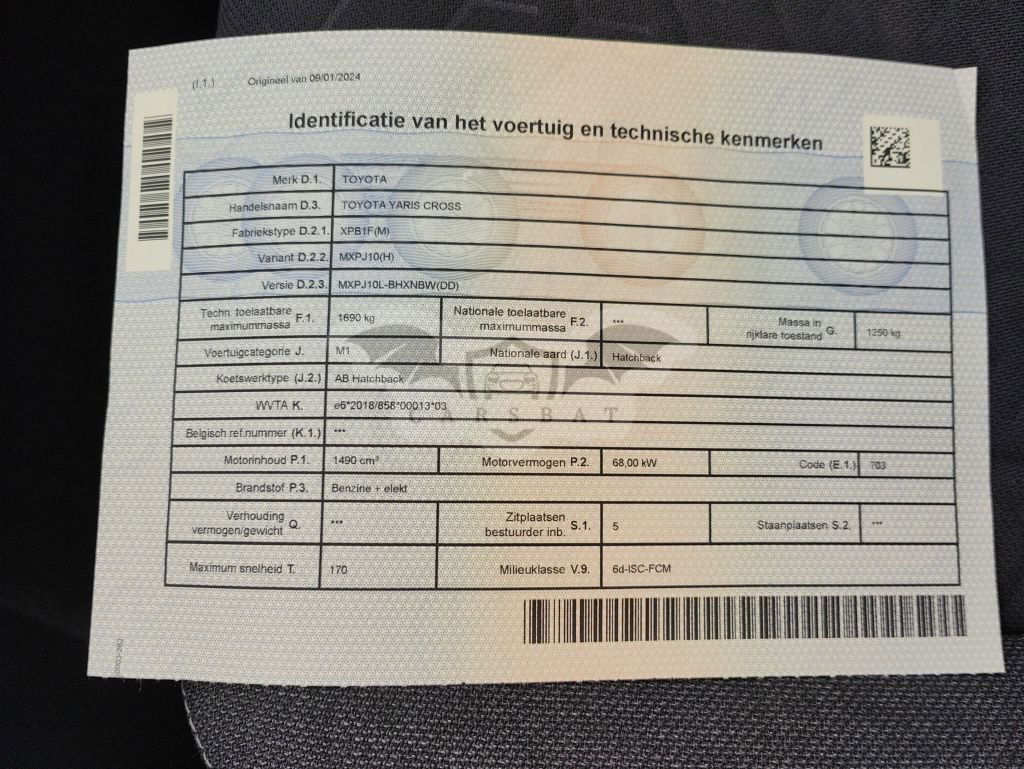 (I.1.) Origineel van 09/01/2024
Identificatie van het voertuig en technische kenmerken
Merk D.1. TOYOTA
Handelsnaam D.3. TOYOTA YARIS CROSS
Fabriekstype D.2.1. XPB1F(M)
Variant D.2.2. MXPJ10(H)
Versie D.2.3. MXPJ10L-BHXNBW(DD)
Techn. toelaatbare maximummassa F.1. 1690 kg Nationale toelaatbare maximummassa F.2. *** Massa in rijklare toestand G. 1250 kg
Voertuigcategorie J. M1 Nationale aard (J.1.) Hatchback
Koetswerktype (J.2.) AB Hatchback
WVTA K. e6*2018/858*00013*03
CARSBAT
Belgisch ref.nummer (K.1.) ***
Motorinhoud P.1. 1490 cm³ Motorvermogen P.2. 68,00 kW Code (E.1.) 703
Brandstof P.3. Benzine + elekt
Verhouding vermogen/gewicht Q. *** Zitplaatsen bestuurder inb. S.1. 5 Staanplaatsen S.2. ***
Maximum snelheid T. 170 Milieuklasse V.9. 6d-ISC-FCM